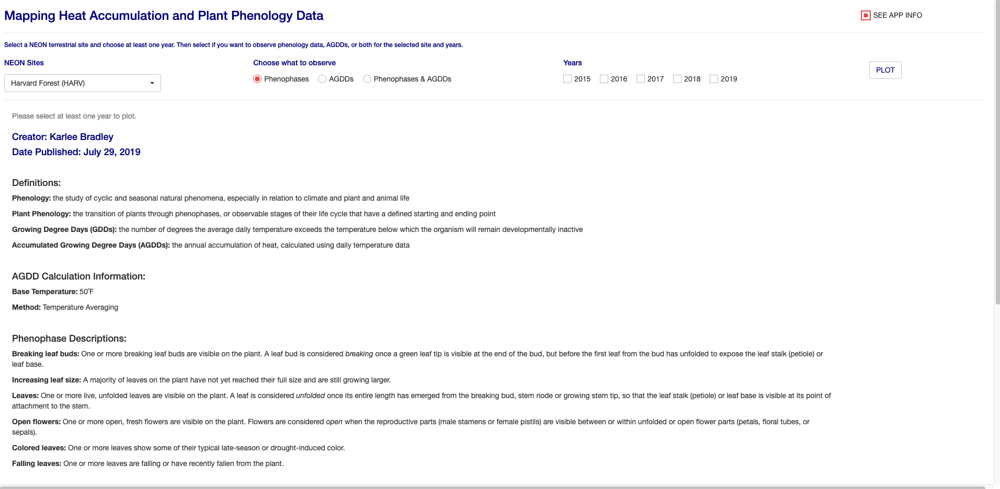 Mapping Heat Accumulation and Plant Phenology Data
SEE APP INFO
Select a NEON terrestrial site and choose at least one year. Then select if you want to observe phenology data, AGDDs, or both for the selected site and years.
NEON Sites
Choose what to observe
Years
PLOT
Harvard Forest (HARV)
Phenophases AGDDs Phenophases & AGDDs
2015 2016 2017 2018 2019
Please select at least one year to plot.
Creator: Karlee Bradley
Date Published: July 29, 2019
Definitions:
Phenology: the study of cyclic and seasonal natural phenomena, especially in relation to climate and plant and animal life
Plant Phenology: the transition of plants through phenophases, or observable stages of their life cycle that have a defined starting and ending point
Growing Degree Days (GDDs): the number of degrees the average daily temperature exceeds the temperature below which the organism will remain developmentally inactive
Accumulated Growing Degree Days (AGDDs): the annual accumulation of heat, calculated using daily temperature data
AGDD Calculation Information:
Base Temperature: 50˚F
Method: Temperature Averaging
Phenophase Descriptions:
Breaking leaf buds: One or more breaking leaf buds are visible on the plant. A leaf bud is considered breaking once a green leaf tip is visible at the end of the bud, but before the first leaf from the bud has unfolded to expose the leaf stalk (petiole) or
leaf base.
Increasing leaf size: A majority of leaves on the plant have not yet reached their full size and are still growing larger.
Leaves: One or more live, unfolded leaves are visible on the plant. A leaf is considered unfolded once its entire length has emerged from the breaking bud, stem node or growing stem tip, so that the leaf stalk (petiole) or leaf base is visible at its point of
attachment to the stem.
Open flowers: One or more open, fresh flowers are visible on the plant. Flowers are considered open when the reproductive parts (male stamens or female pistils) are visible between or within unfolded or open flower parts (petals, floral tubes, or
sepals).
Colored leaves: One or more leaves show some of their typical late-season or drought-induced color.
Falling leaves: One or more leaves are falling or have recently fallen from the plant.